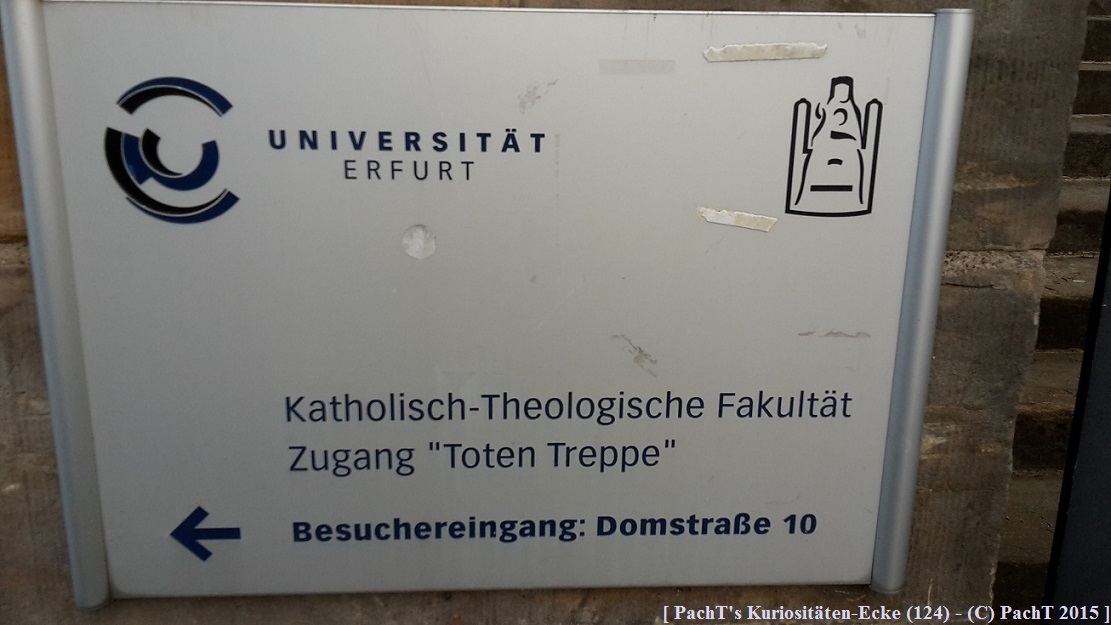 UNIVERSITÄT
ERFURT
Katholisch-Theologische Fakultät
Zugang "Toten Treppe"
Besuchereingang: Domstraße 10
[ PachT's Kuriositäten-Ecke (124) - (C) PachT 2015 ]